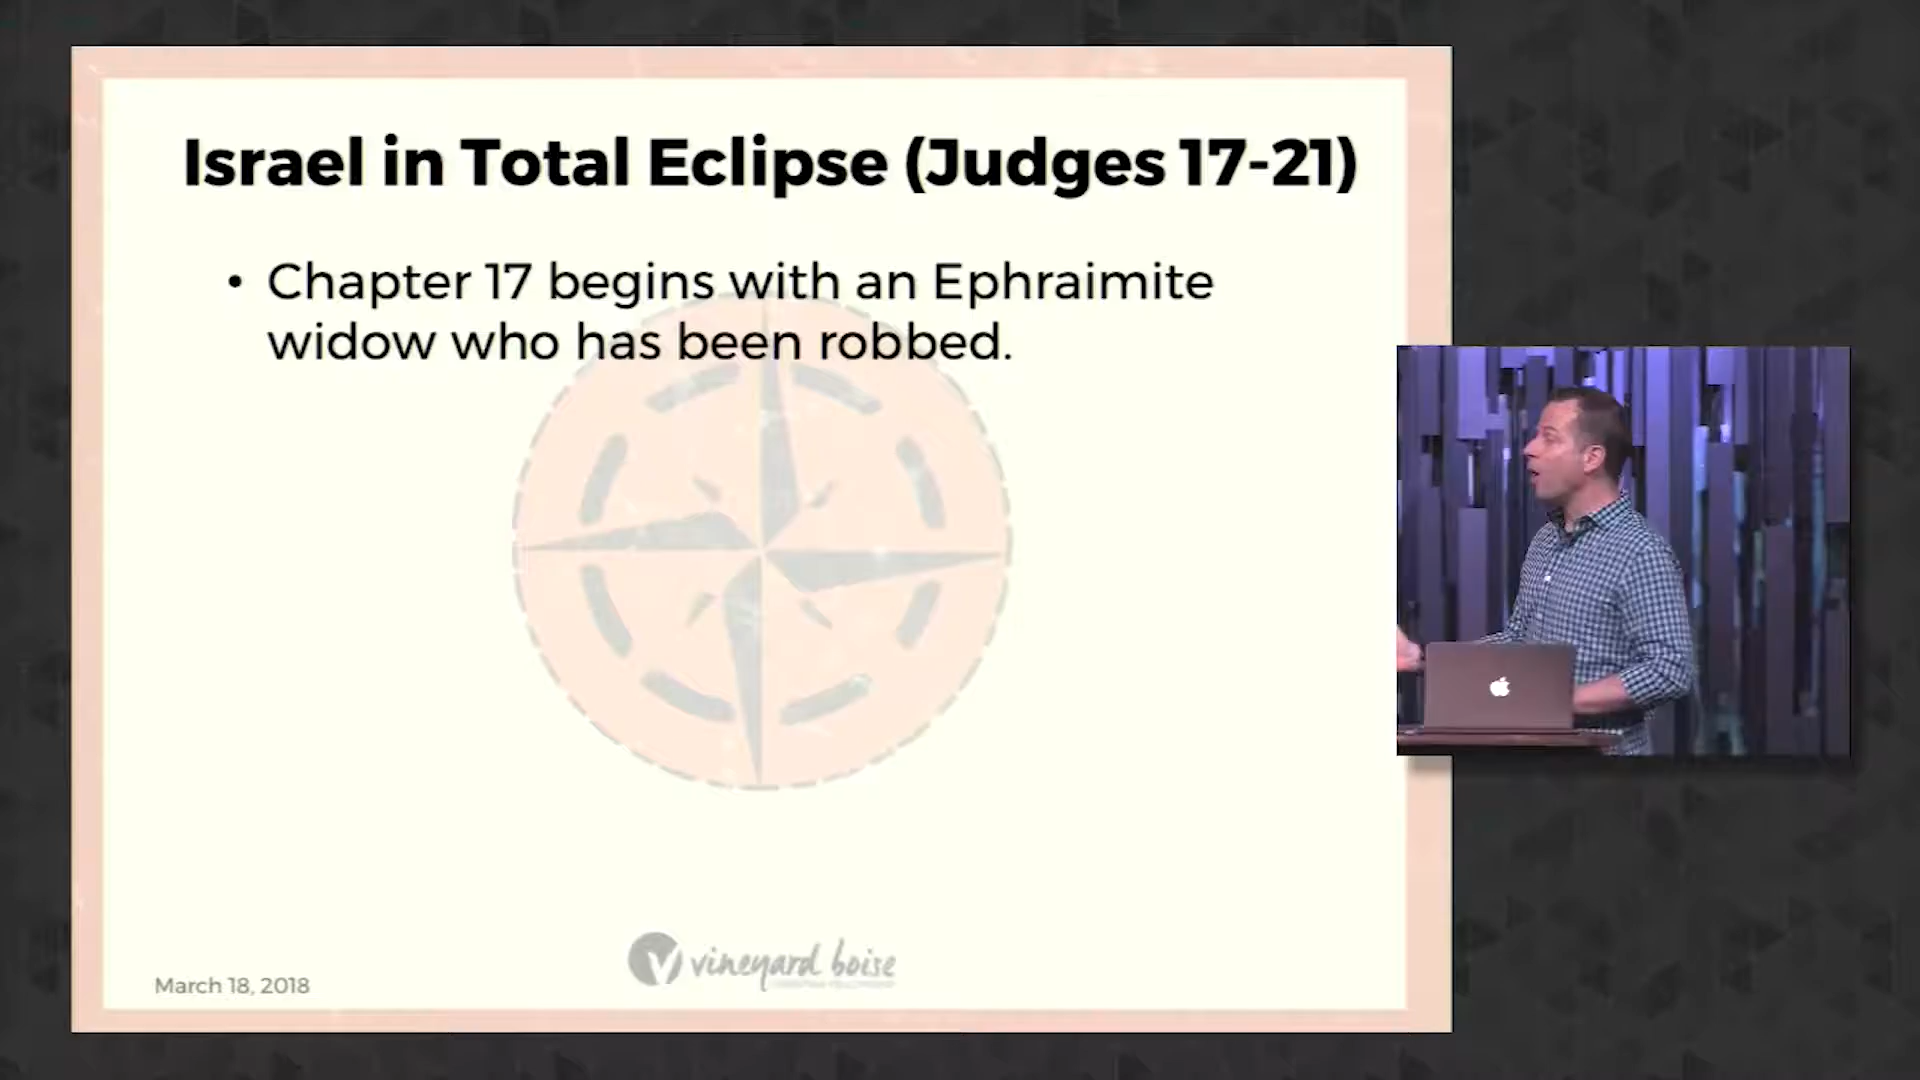 Israel in Total Eclipse (Judges 17-21)
• Chapter 17 begins with an Ephraimite
widow who has been robbed.
vineyard boise
March 18, 2018